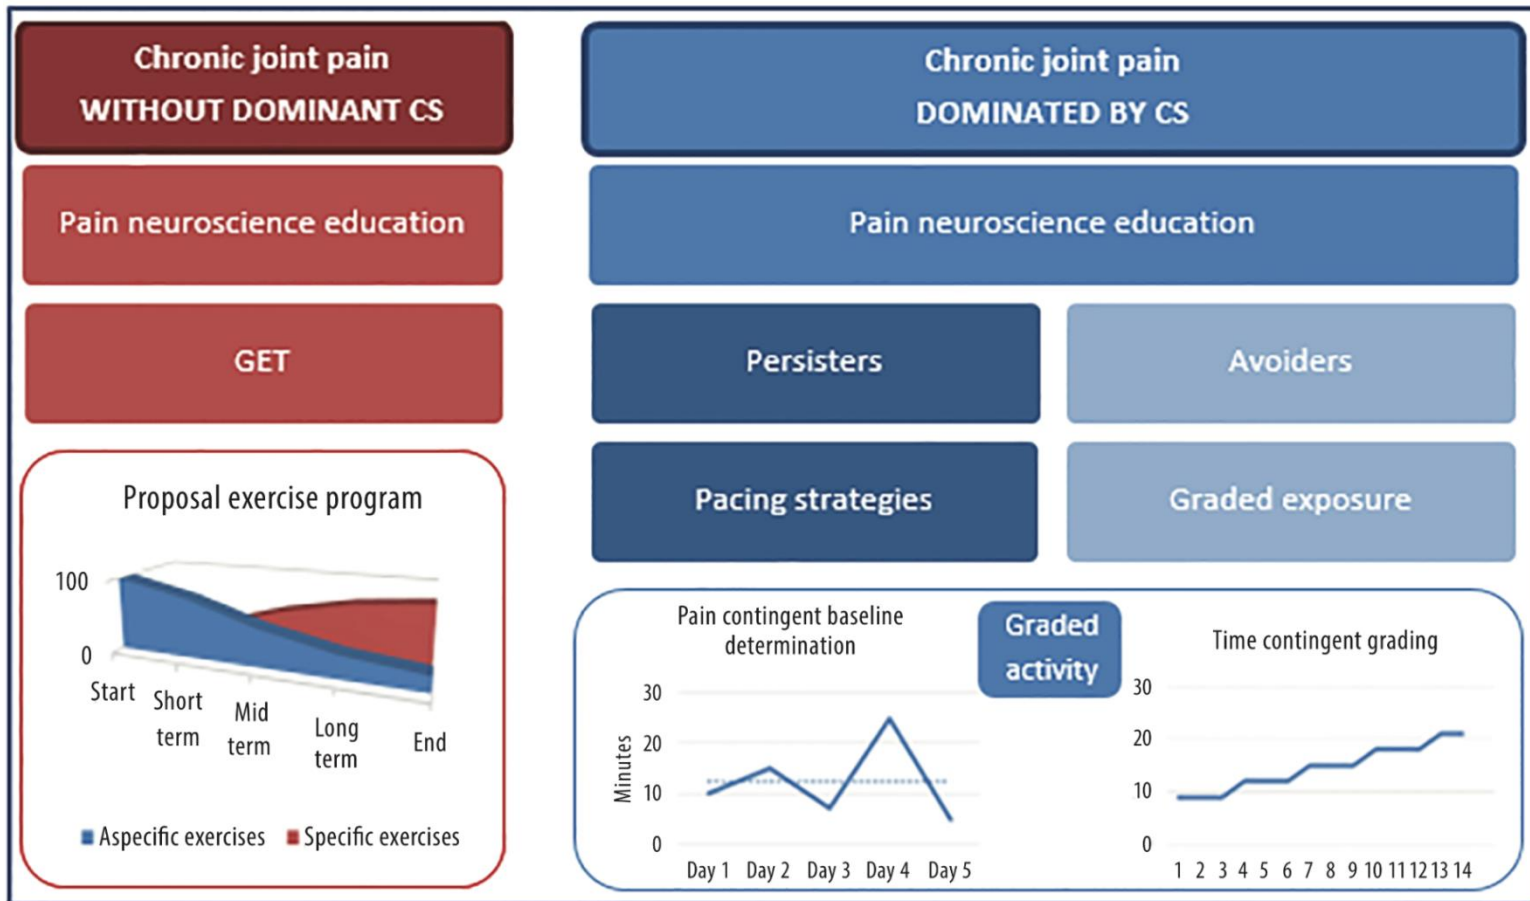 Chronic joint pain
WITHOUT DOMINANT CS
Pain neuroscience education
GET
Proposal exercise program
100
0
Start
Short
term
Mid
term
Long
term
End
Aspecific exercises
Specific exercises
Chronic joint pain
DOMINATED BY CS
Pain neuroscience education
Persisters
Avoiders
Pacing strategies
Graded exposure
Pain contingent baseline
determination
Minutes
30
20
10
0
Day 1 Day 2 Day 3 Day 4 Day 5
Graded
activity
Time contingent grading
30
20
10
0
1 2 3 4 5 6 7 8 9 10 11 12 13 14